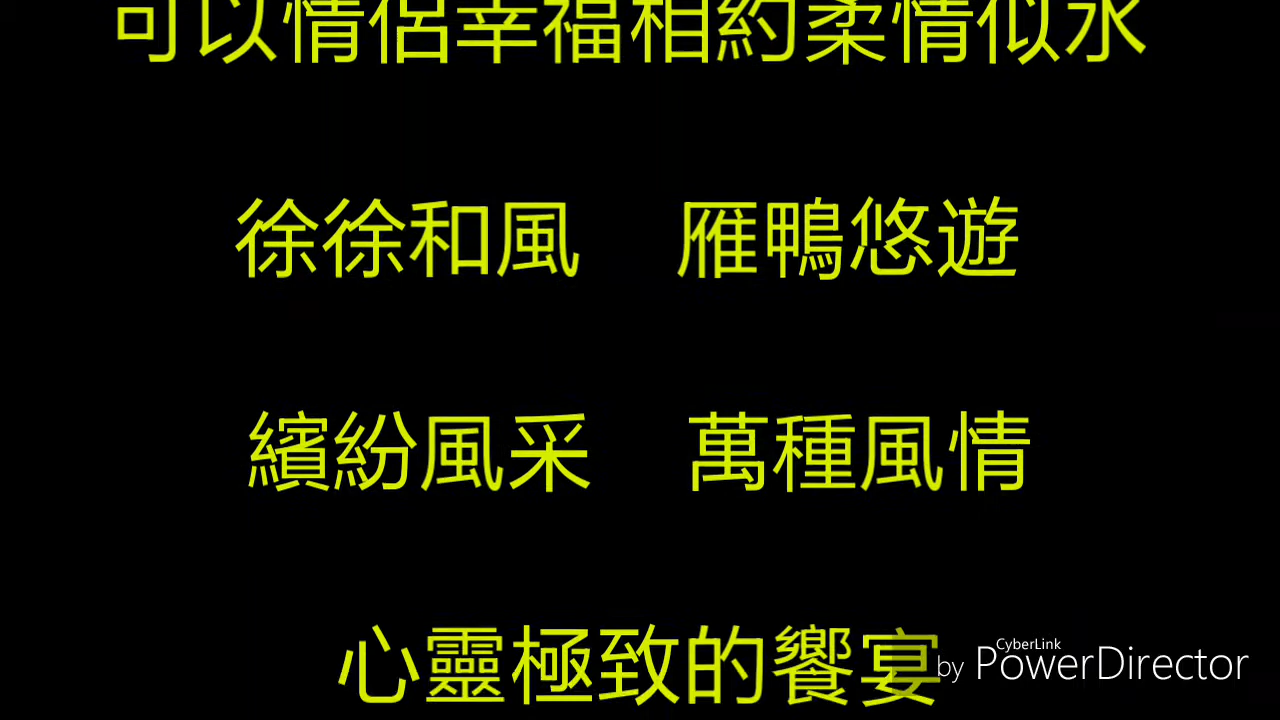 可以情侶幸福相約柔情似水
徐徐和風 雁鴨悠遊
繽紛風采 萬種風情
心靈極致的饗宴
by CyberLink PowerDirector